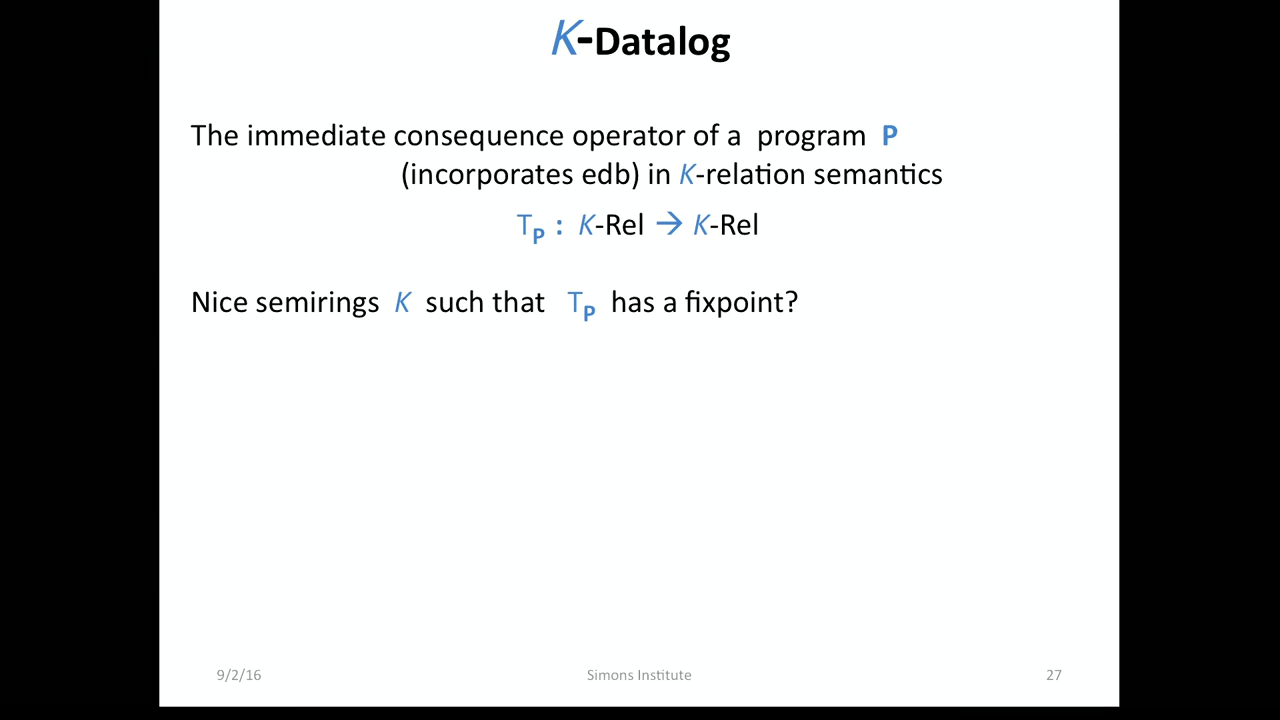 K-Datalog
The immediate consequence operator of a program P
(incorporates edb) in K-relation semantics
TP : K-Rel → K-Rel
Nice semirings K such that TP has a fixpoint?
9/2/16 Simons Institute 27